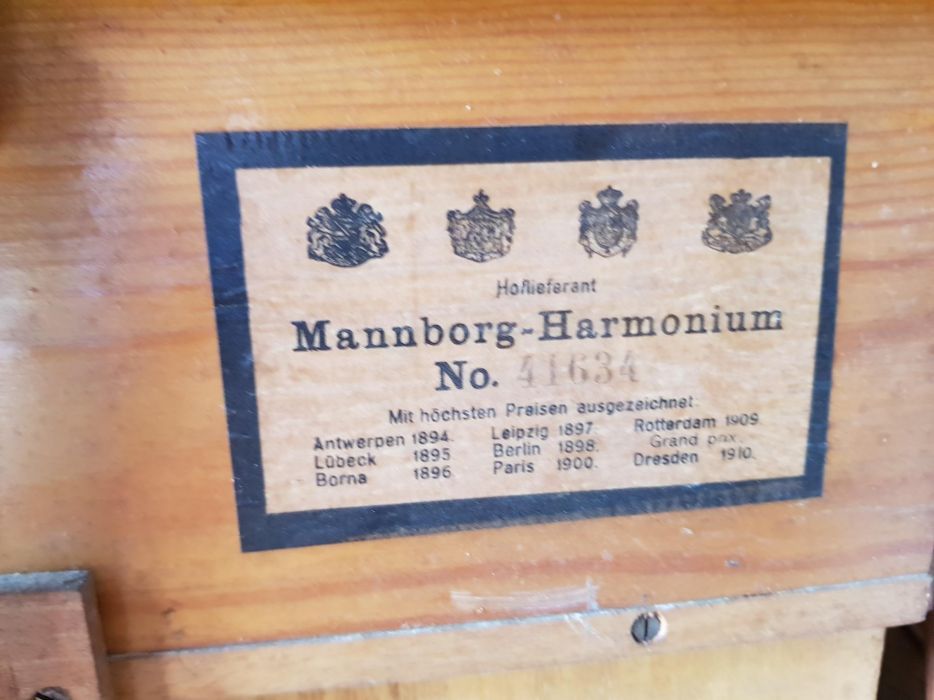 Hoflieferant
Mannborg-Harmonium
No. 41634
Mit höchsten Preisen ausgezeichnet
Antwerpen 1894. Leipzig 1897. Rotterdam 1909.
Lübeck 1895 Berlin 1898. Grand prix.
Borna 1896 Paris 1900. Dresden 1910.